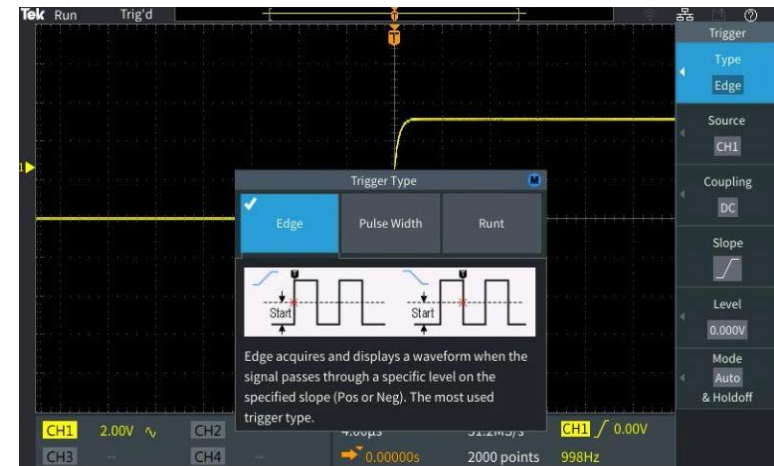 Tek Run Trig'd
T
Trigger
Type
Edge
Source
CH1
Coupling
DC
Slope
Level
0.000V
Mode
Auto
& Holdoff
1
Trigger Type M
Edge Pulse Width Runt
T T
Start Start
Edge acquires and displays a waveform when the
signal passes through a specific level on the
specified slope (Pos or Neg). The most used
trigger type.
CH1 2.00V CH2 CH1 0.00V
CH3 -- CH4 -- 0.00000s 2000 points 998Hz